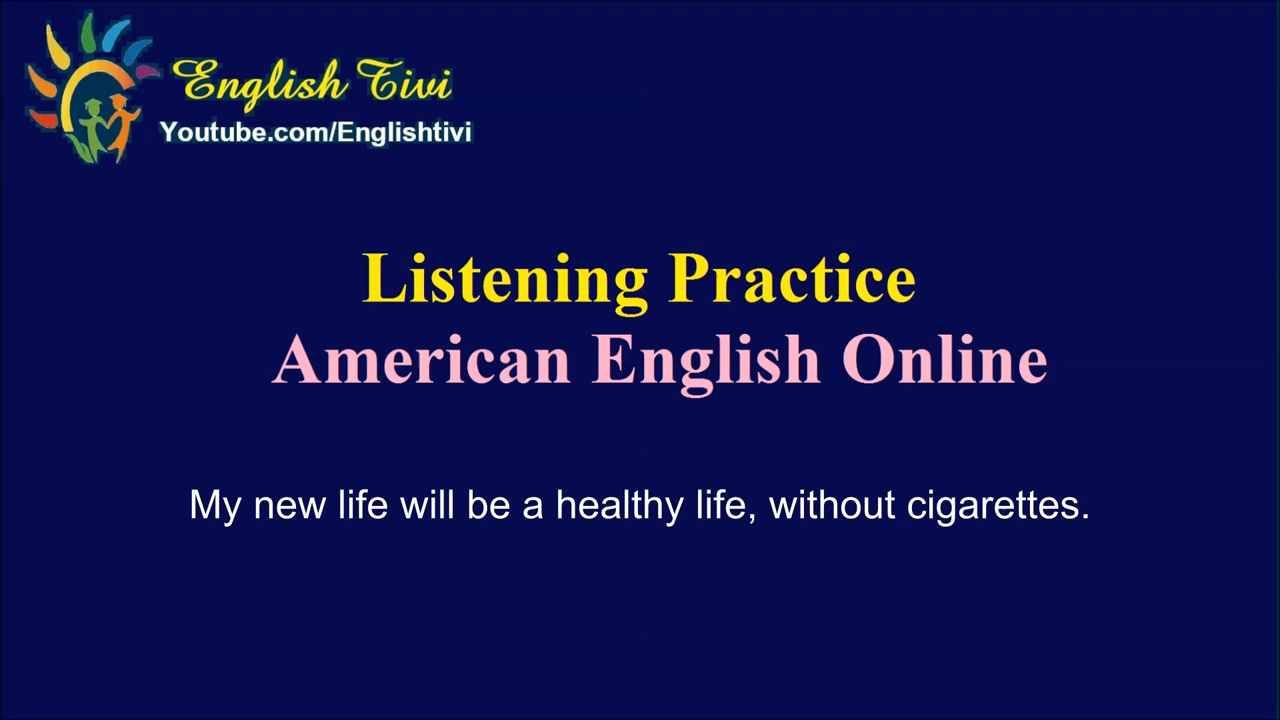 English Tivi
Youtube.com/Englishtivi
Listening Practice
American English Online
My new life will be a healthy life, without cigarettes.